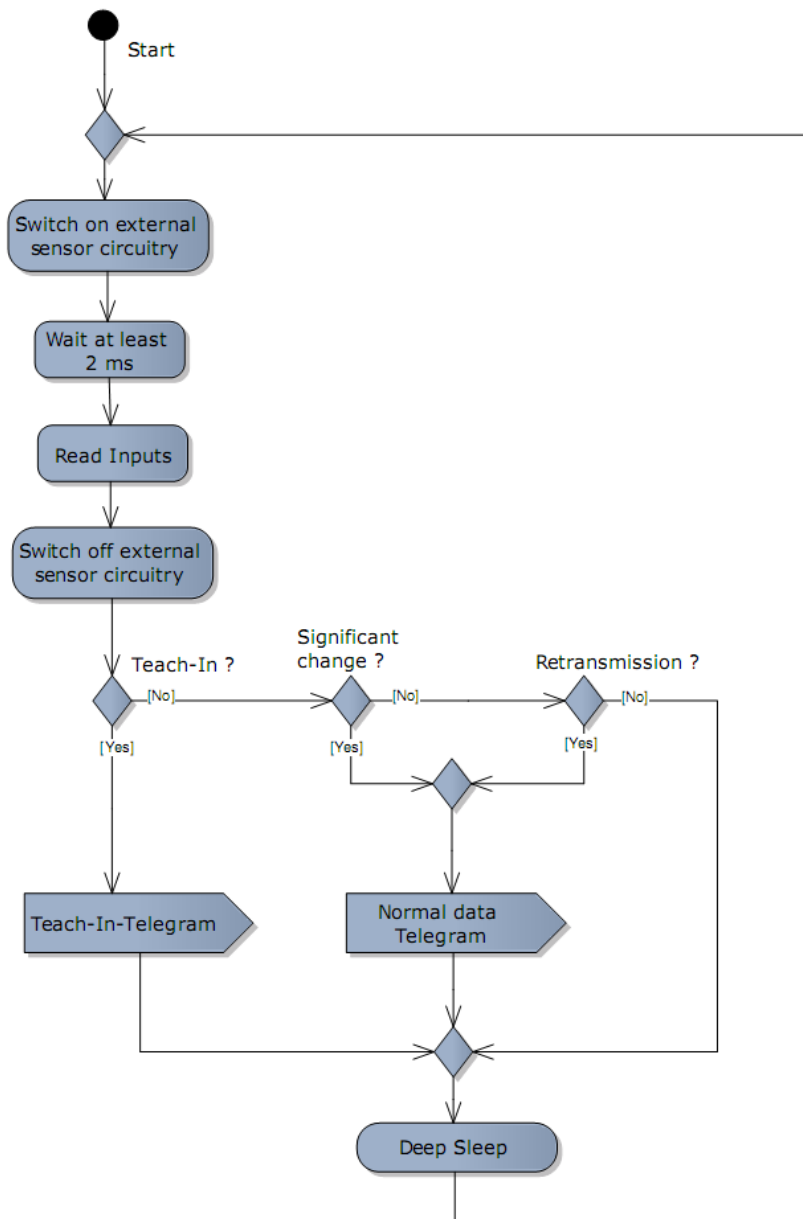 Start
Switch on external
sensor circuitry
Wait at least
2 ms
Read Inputs
Switch off external
sensor circuitry
Teach-In ?
Significant
change ?
Retransmission ?
[No]
[No]
[No]
[Yes]
[Yes]
[Yes]
Teach-In-Telegram
Normal data
Telegram
Deep Sleep